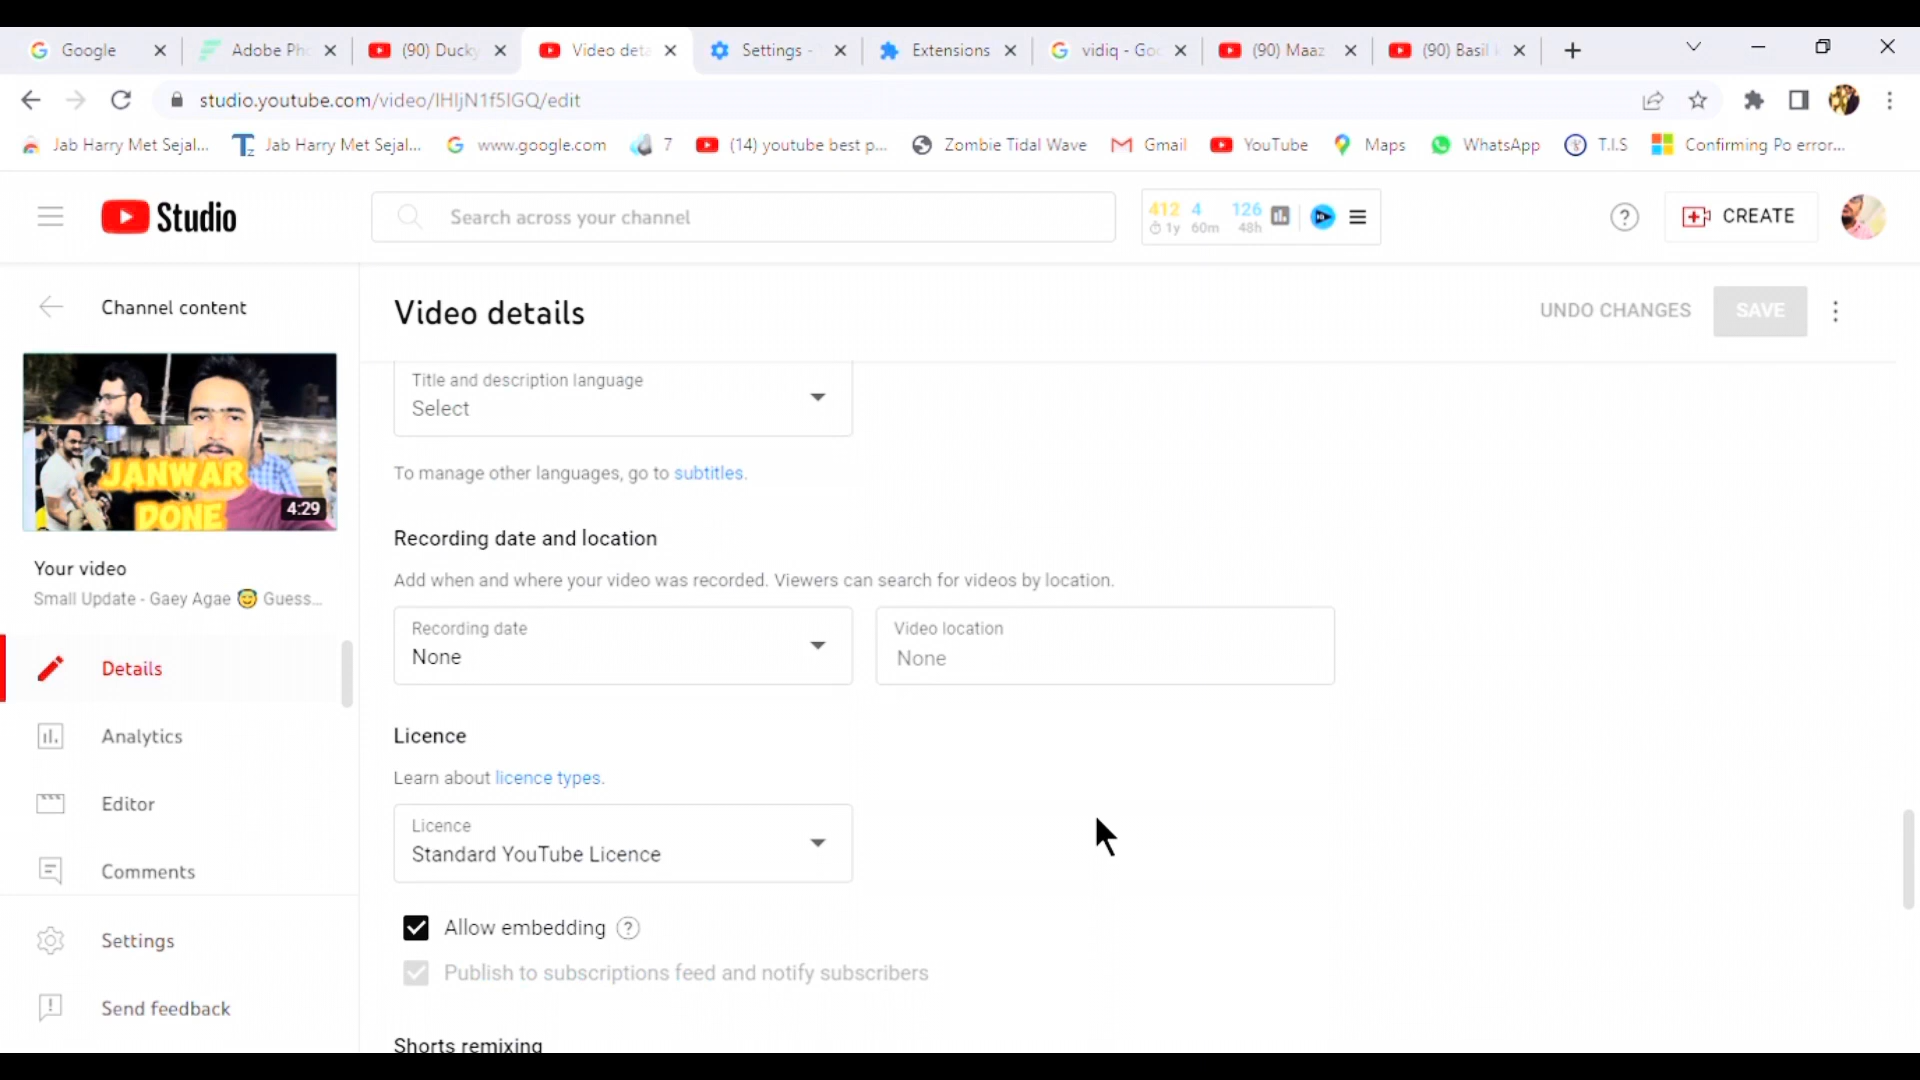 Google
Adobe Pho
(90) Ducky
Video deta
Settings -
Extensions
vidiq - Goo
(90) Maaz
(90) Basil k
studio.youtube.com/video/lHljN1f5lGQ/edit
Jab Harry Met Sejal...
Jab Harry Met Sejal...
www.google.com
7
(14) youtube best p...
Zombie Tidal Wave
Gmail
YouTube
Maps
WhatsApp
T.I.S
Confirming Po error...
Studio
Search across your channel
412 4 126
1y 60m 48h
CREATE
Channel content
Video details
UNDO CHANGES
SAVE
JANWAR
DONE
4:29
Your video
Small Update - Gaey Agae 😇 Guess...
Details
Analytics
Editor
Comments
Settings
Send feedback
Title and description language
Select
To manage other languages, go to subtitles.
Recording date and location
Add when and where your video was recorded. Viewers can search for videos by location.
Recording date
None
Video location
None
Licence
Learn about licence types.
Licence
Standard YouTube Licence
Allow embedding
Publish to subscriptions feed and notify subscribers
Shorts remixing